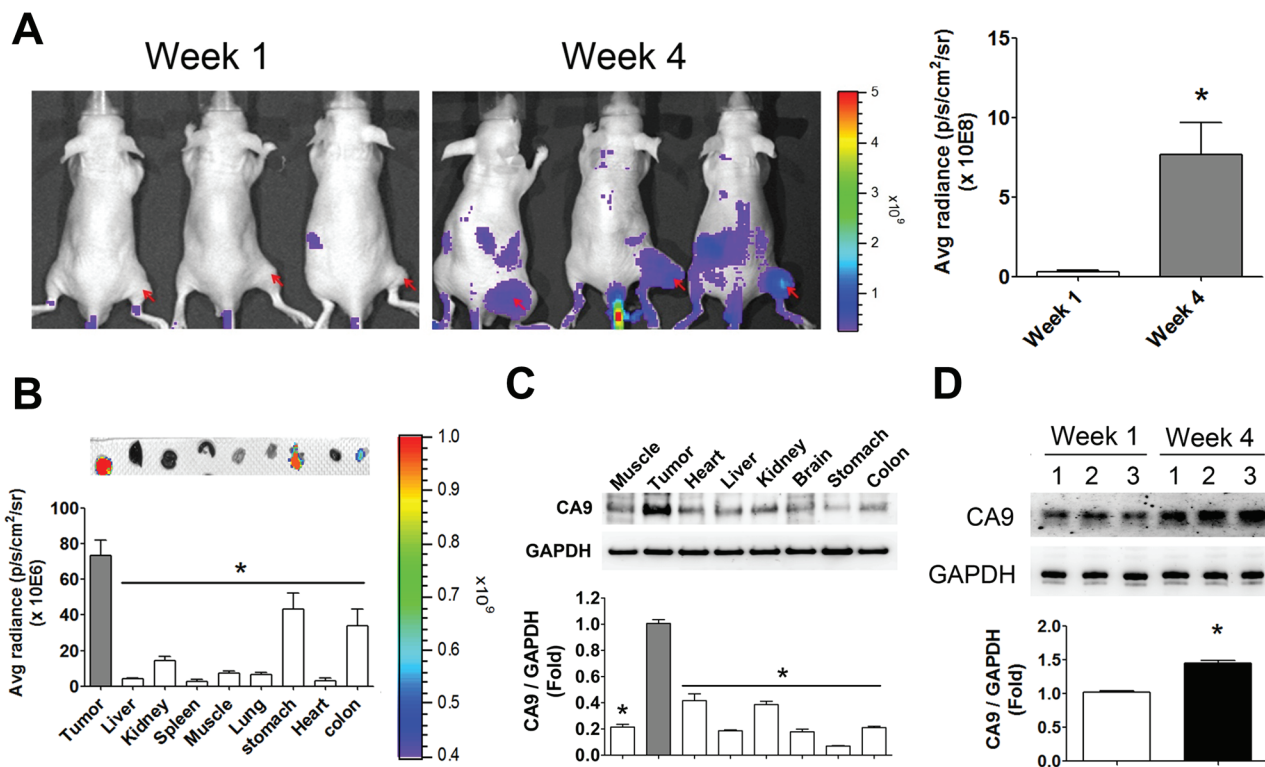 A
Week 1
Week 4
5
4
3
2
1
x10⁹
Avg radiance (p/s/cm²/sr)
(x 10E8)
15
10
5
0
*
Week 1
Week 4
B
Avg radiance (p/s/cm²/sr)
(x 10E6)
100
80
60
40
20
0
*
Tumor
Liver
Kidney
Spleen
Muscle
Lung
stomach
Heart
colon
1.0
0.9
0.8
0.7
0.6
0.5
0.4
x10⁹
C
Muscle
Tumor
Heart
Liver
Kidney
Brain
Stomach
Colon
CA9
GAPDH
CA9 / GAPDH
(Fold)
1.2
1.0
0.8
0.6
0.4
0.2
0.0
*
*
D
Week 1 Week 4
1 2 3 1 2 3
CA9
GAPDH
CA9 / GAPDH
(Fold)
2.0
1.5
1.0
0.5
0.0
*